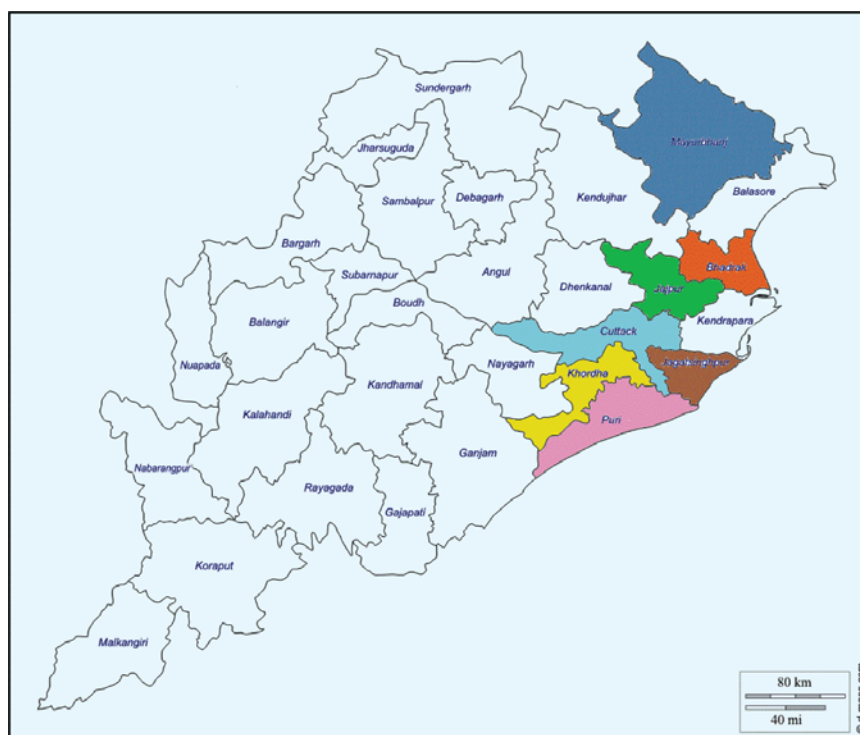 Sundergarh
Mayurbhanj
Jharsuguda
Balasore
Sambalpur
Debagarh
Kendujhar
Bargarh
Bhadrak
Subarnapur
Angul
Dhenkanal
Jajpur
Boudh
Balangir
Kendrapara
Cuttack
Nuapada
Nayagarh
Khordha
Jagatsinghpur
Kandhamal
Kalahandi
Puri
Ganjam
Nabarangpur
Rayagada
Gajapati
Koraput
Malkangiri
80 km
40 mi